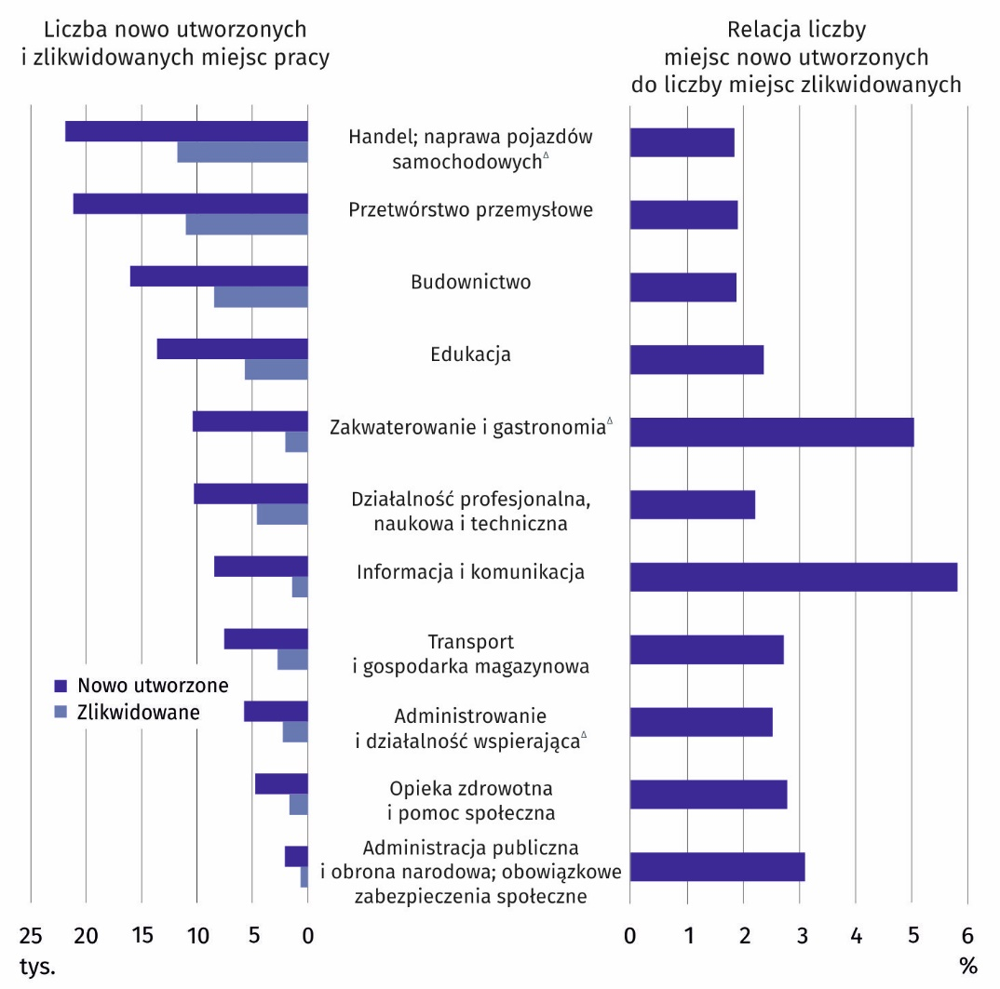 Liczba nowo utworzonych
i zlikwidowanych miejsc pracy
Relacja liczby
miejsc nowo utworzonych
do liczby miejsc zlikwidowanych
Handel; naprawa pojazdów
samochodowychΔ
Przetwórstwo przemysłowe
Budownictwo
Edukacja
Zakwaterowanie i gastronomiaΔ
Działalność profesjonalna,
naukowa i techniczna
Informacja i komunikacja
Transport
i gospodarka magazynowa
Nowo utworzone
Zlikwidowane
Administrowanie
i działalność wspierającaΔ
Opieka zdrowotna
i pomoc społeczna
Administracja publiczna
i obrona narodowa; obowiązkowe
zabezpieczenia społeczne
25 20 15 10 5 0
tys.
0 1 2 3 4 5 6
%